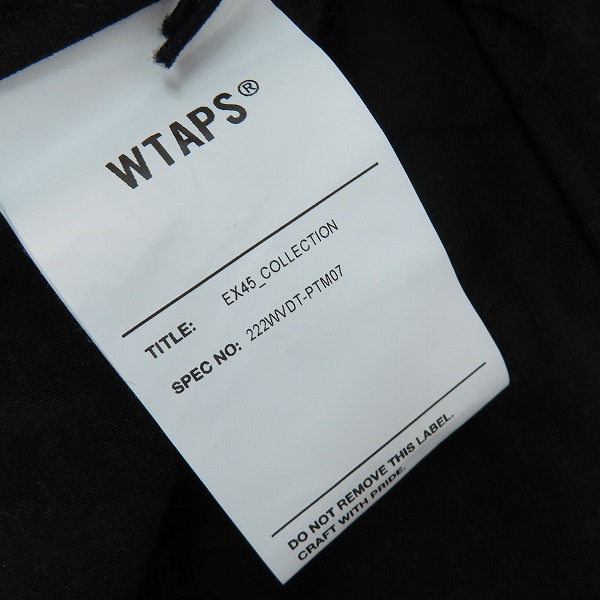 WTAPS®
TITLE: EX45_COLLECTION
SPEC NO: 222WVDT-PTM07
DO NOT REMOVE THIS LABEL.
CRAFT WITH PRIDE.